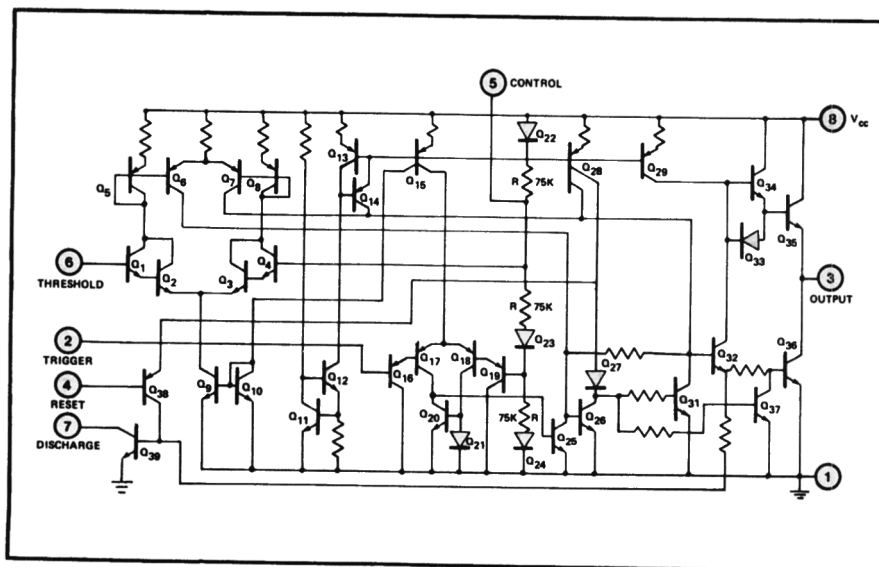 5 CONTROL
8 Vcc
Q22
Q13
Q14
Q15
R 75K
Q28
Q29
Q34
Q5
Q6
Q7
Q8
Q33
Q35
6
THRESHOLD
Q1
Q2
Q3
Q4
3
OUTPUT
R 75K
Q23
2
TRIGGER
Q17
Q18
Q19
Q16
Q27
Q32
Q36
4
RESET
Q38
Q9
Q10
Q12
Q11
Q20
Q21
75K R
Q24
Q25
Q26
Q31
Q37
7
DISCHARGE
Q39
1